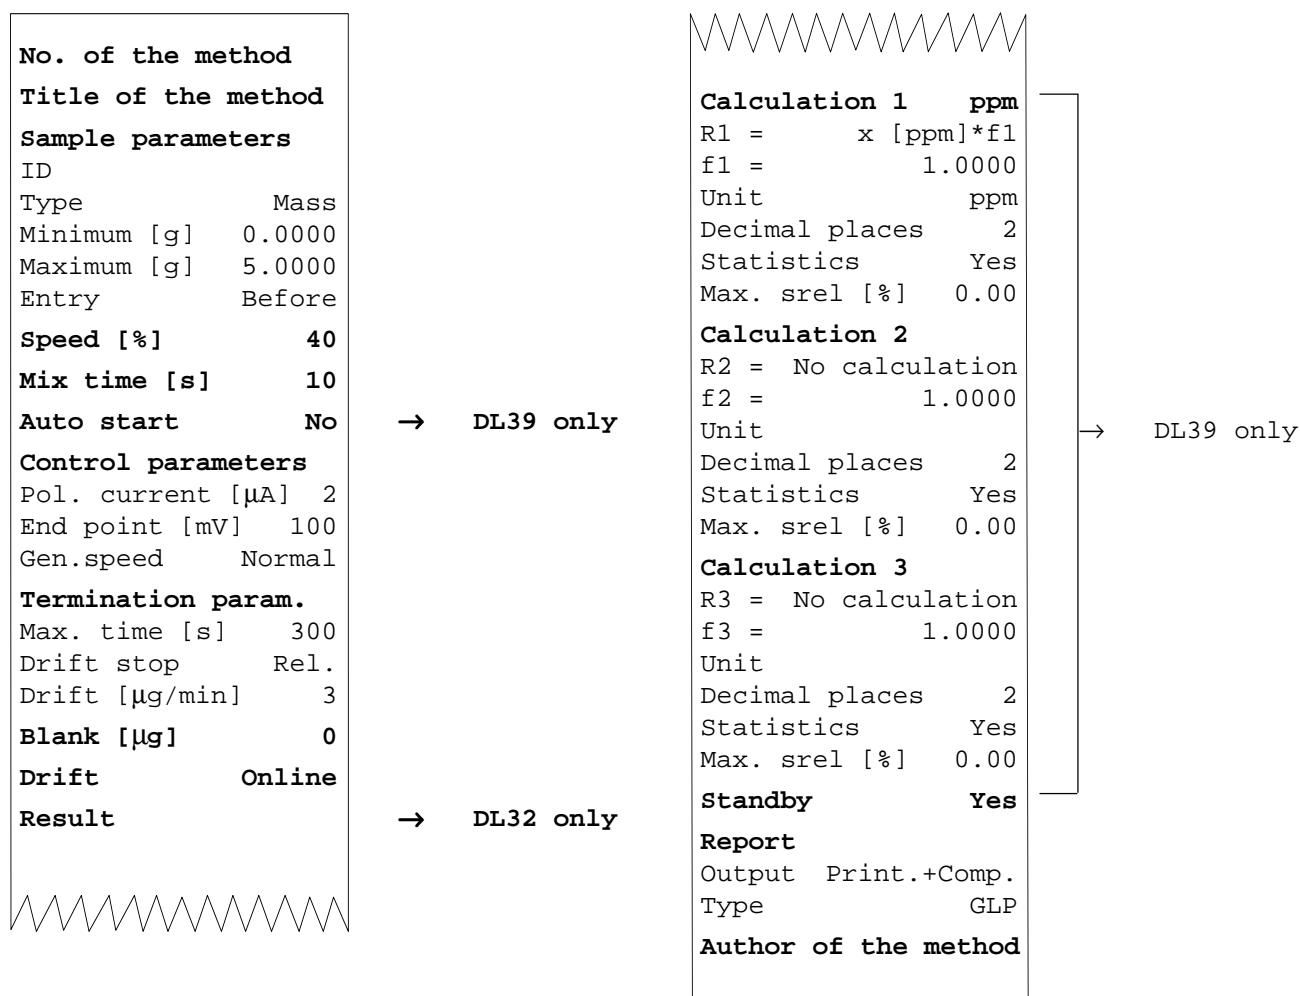 No. of the method
Title of the method
Sample parameters
ID
Type Mass
Minimum [g] 0.0000
Maximum [g] 5.0000
Entry Before
Speed [%] 40
Mix time [s] 10
Auto start No → DL39 only
Control parameters
Pol. current [µA] 2
End point [mV] 100
Gen.speed Normal
Termination param.
Max. time [s] 300
Drift stop Rel.
Drift [µg/min] 3
Blank [µg] 0
Drift Online
Result → DL32 only
Calculation 1 ppm
R1 = x [ppm]*f1
f1 = 1.0000
Unit ppm
Decimal places 2
Statistics Yes
Max. srel [%] 0.00
Calculation 2
R2 = No calculation
f2 = 1.0000
Unit
Decimal places 2
Statistics Yes
Max. srel [%] 0.00
Calculation 3
R3 = No calculation
f3 = 1.0000
Unit
Decimal places 2
Statistics Yes
Max. srel [%] 0.00
Standby Yes
→ DL39 only
Report
Output Print.+Comp.
Type GLP
Author of the method